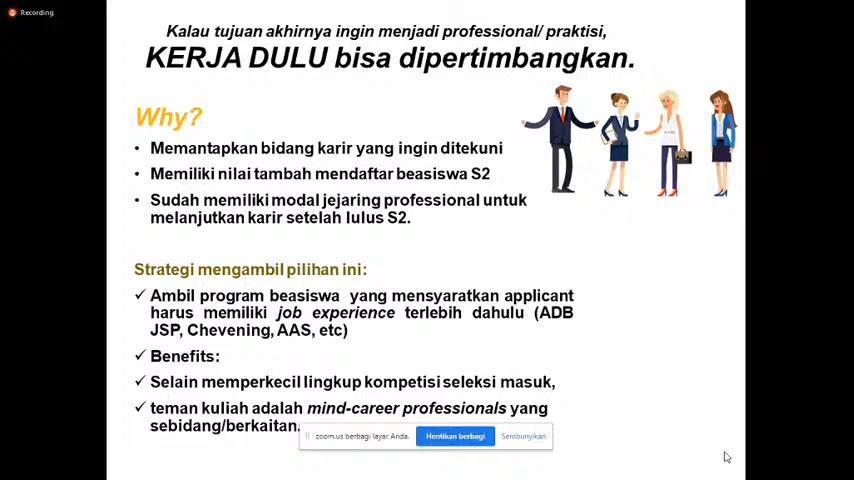 Recording
Kalau tujuan akhirnya ingin menjadi professional/ praktisi,
KERJA DULU bisa dipertimbangkan.
Why?
• Memantapkan bidang karir yang ingin ditekuni
• Memiliki nilai tambah mendaftar beasiswa S2
• Sudah memiliki modal jejaring professional untuk
melanjutkan karir setelah lulus S2.
Strategi mengambil pilihan ini:
✓ Ambil program beasiswa yang mensyaratkan applicant
harus memiliki job experience terlebih dahulu (ADB
JSP, Chevening, AAS, etc)
✓ Benefits:
✓ Selain memperkecil lingkup kompetisi seleksi masuk,
✓ teman kuliah adalah mind-career professionals yang
sebidang/berkaitan.
zoom.us berbagi layar Anda. Hentikan berbagi Sembunyikan